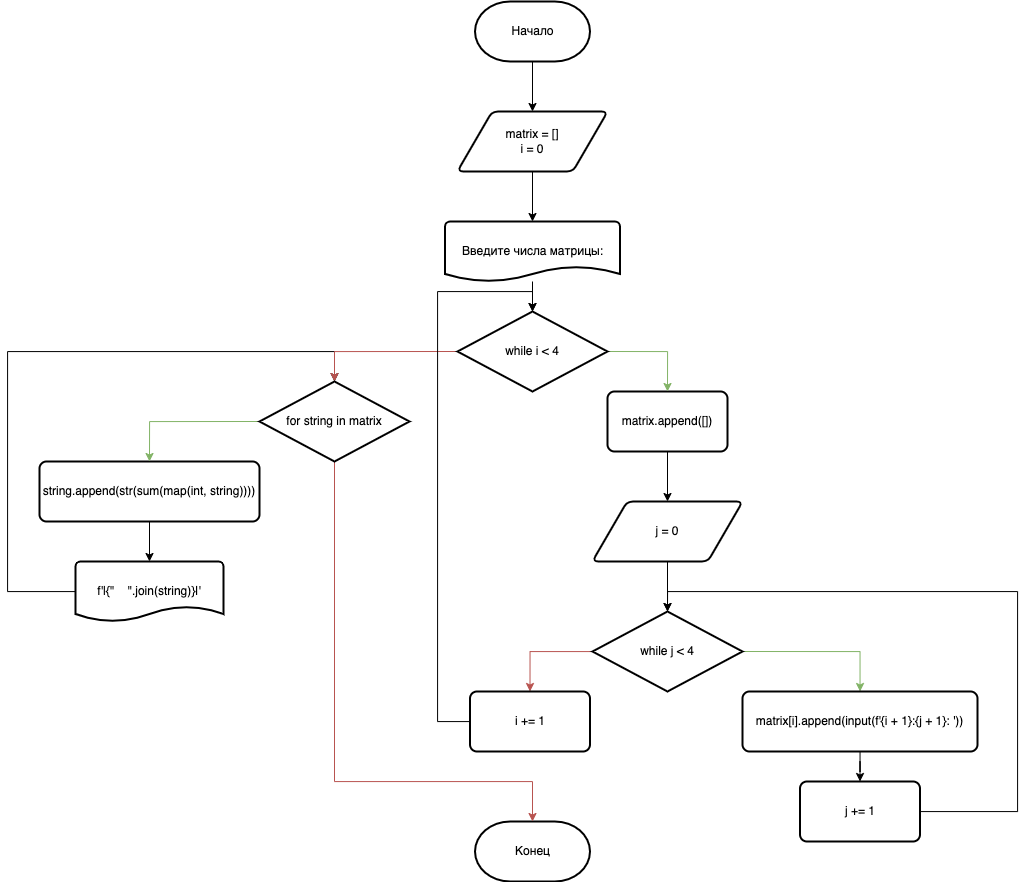 Начало
matrix = []
i = 0
Введите числа матрицы:
while i < 4
for string in matrix
matrix.append([])
string.append(str(sum(map(int, string))))
j = 0
f'|{"    ".join(string)}|'
while j < 4
i += 1
matrix[i].append(input(f'{i + 1}:{j + 1}: '))
j += 1
Конец